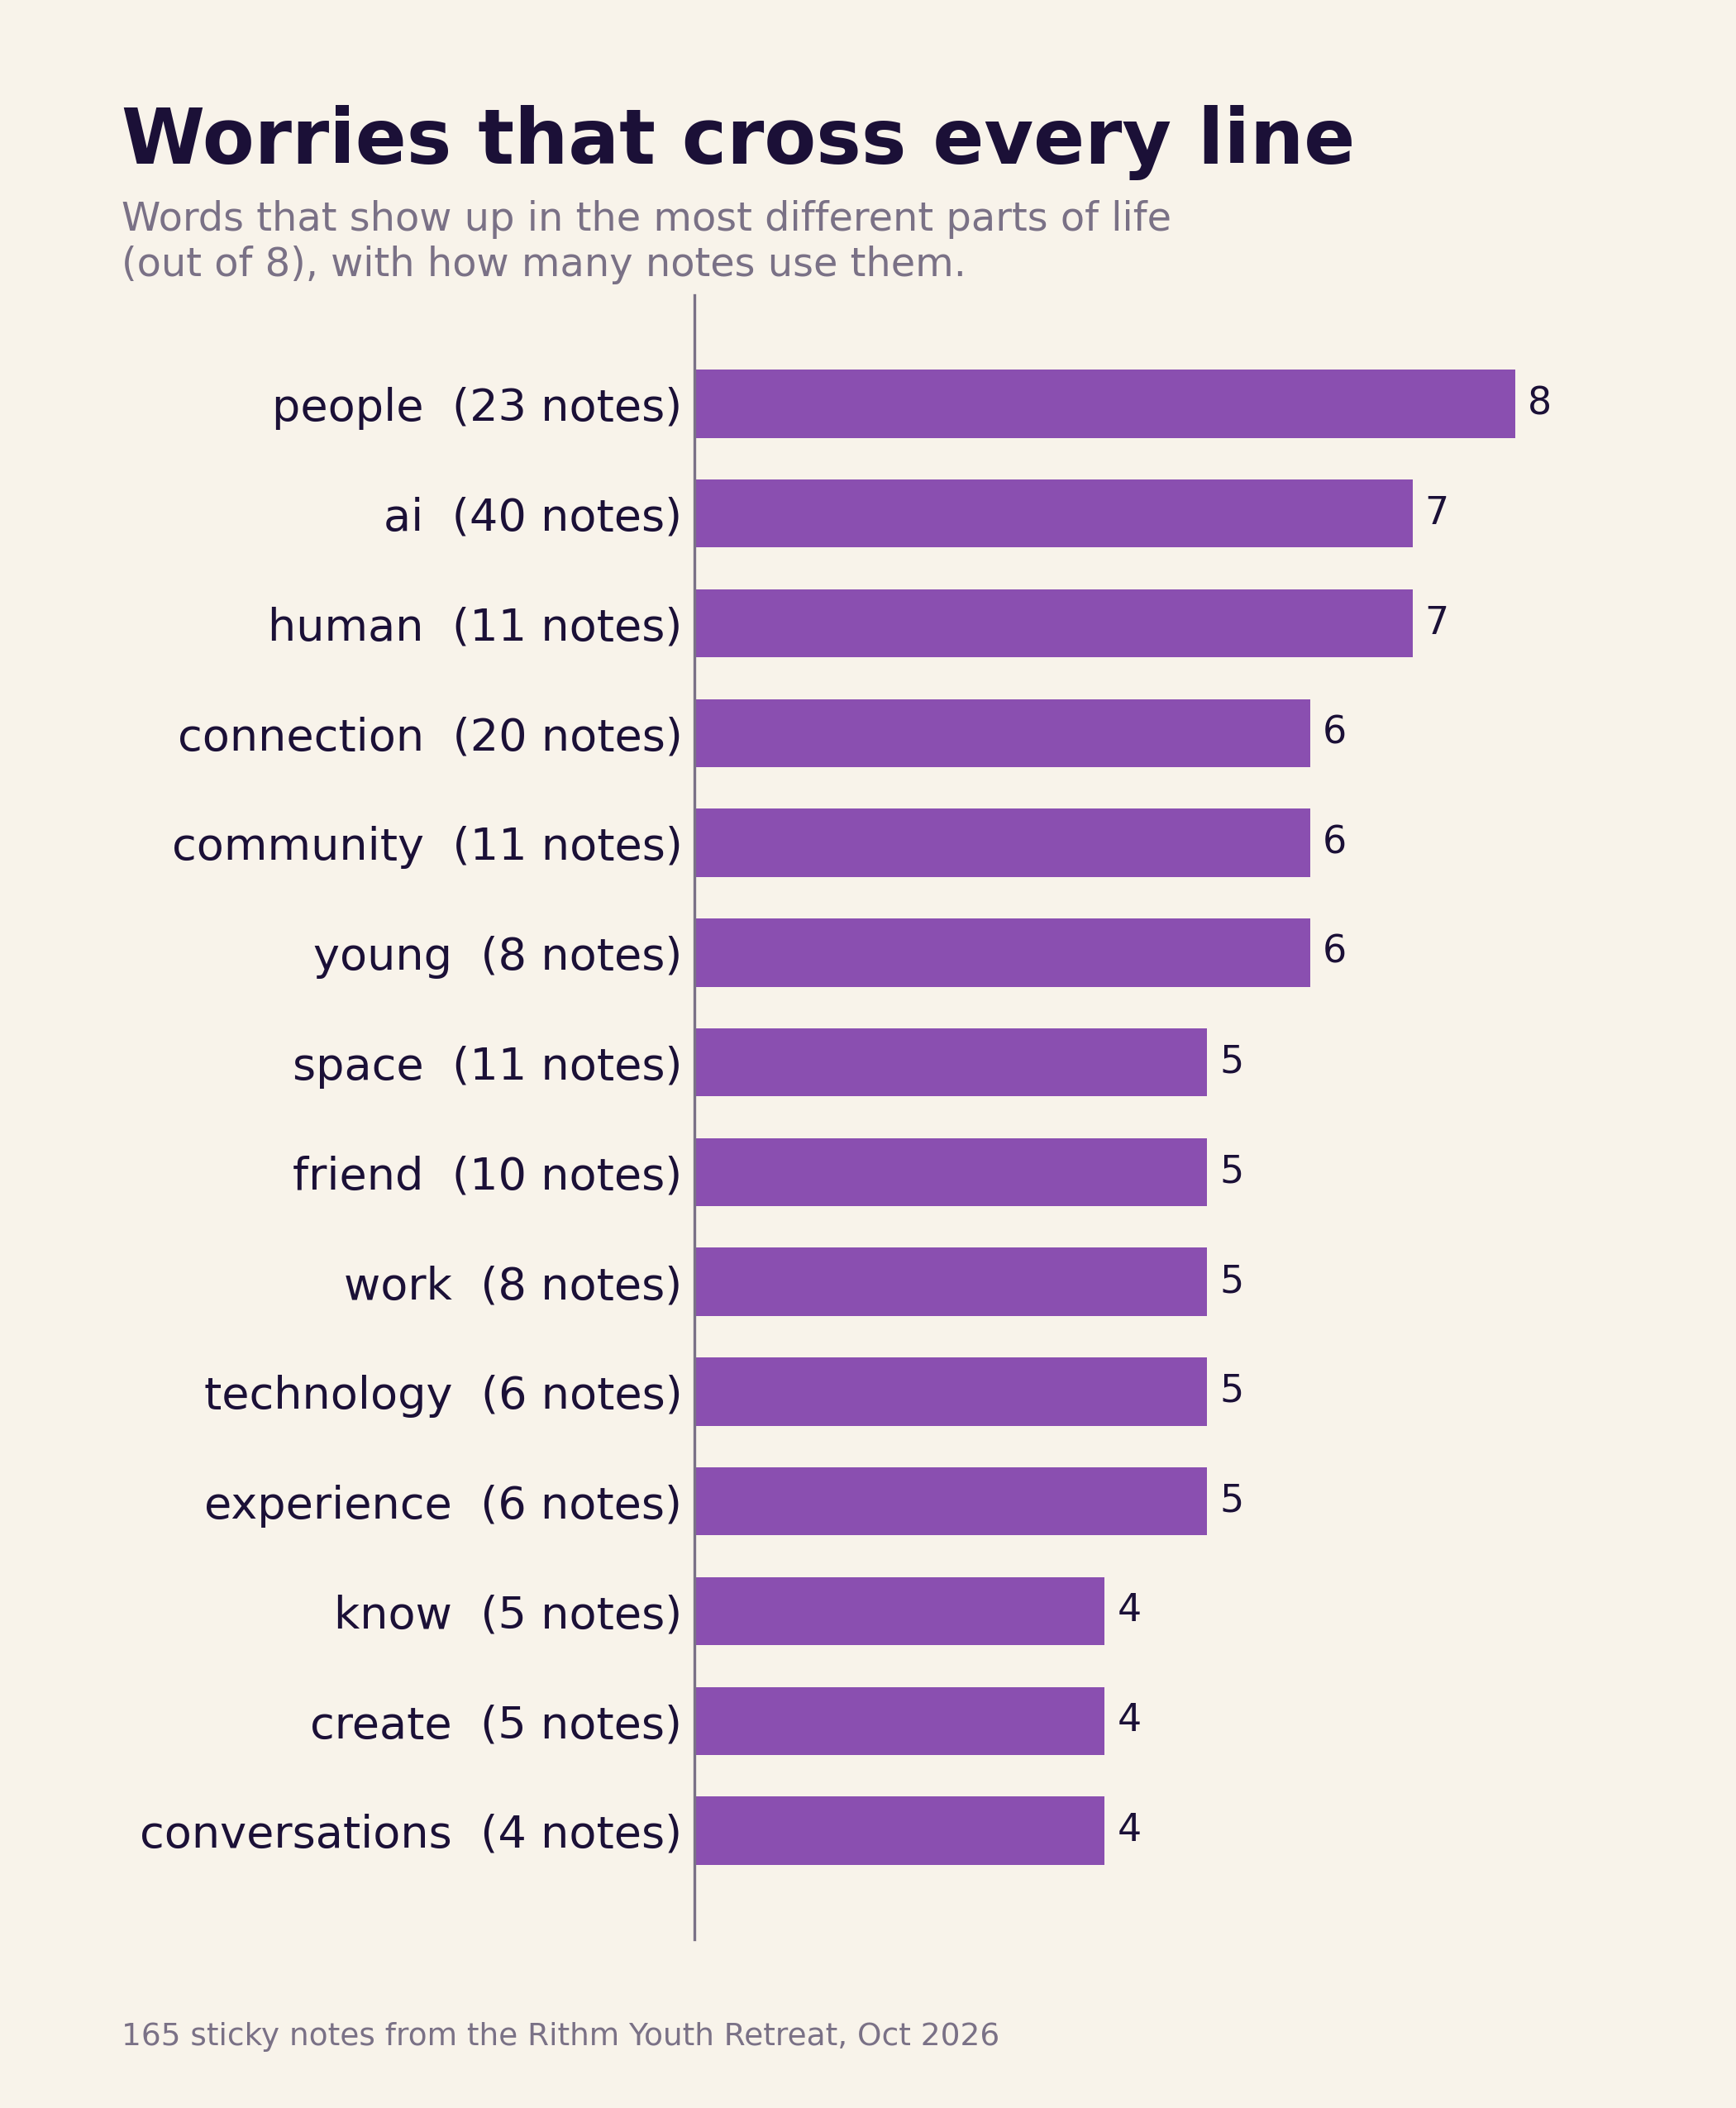 Worries that cross every line
Words that show up in the most different parts of life
(out of 8), with how many notes use them.
people (23 notes) 8
ai (40 notes) 7
human (11 notes) 7
connection (20 notes) 6
community (11 notes) 6
young (8 notes) 6
space (11 notes) 5
friend (10 notes) 5
work (8 notes) 5
technology (6 notes) 5
experience (6 notes) 5
know (5 notes) 4
create (5 notes) 4
conversations (4 notes) 4
165 sticky notes from the Rithm Youth Retreat, Oct 2026